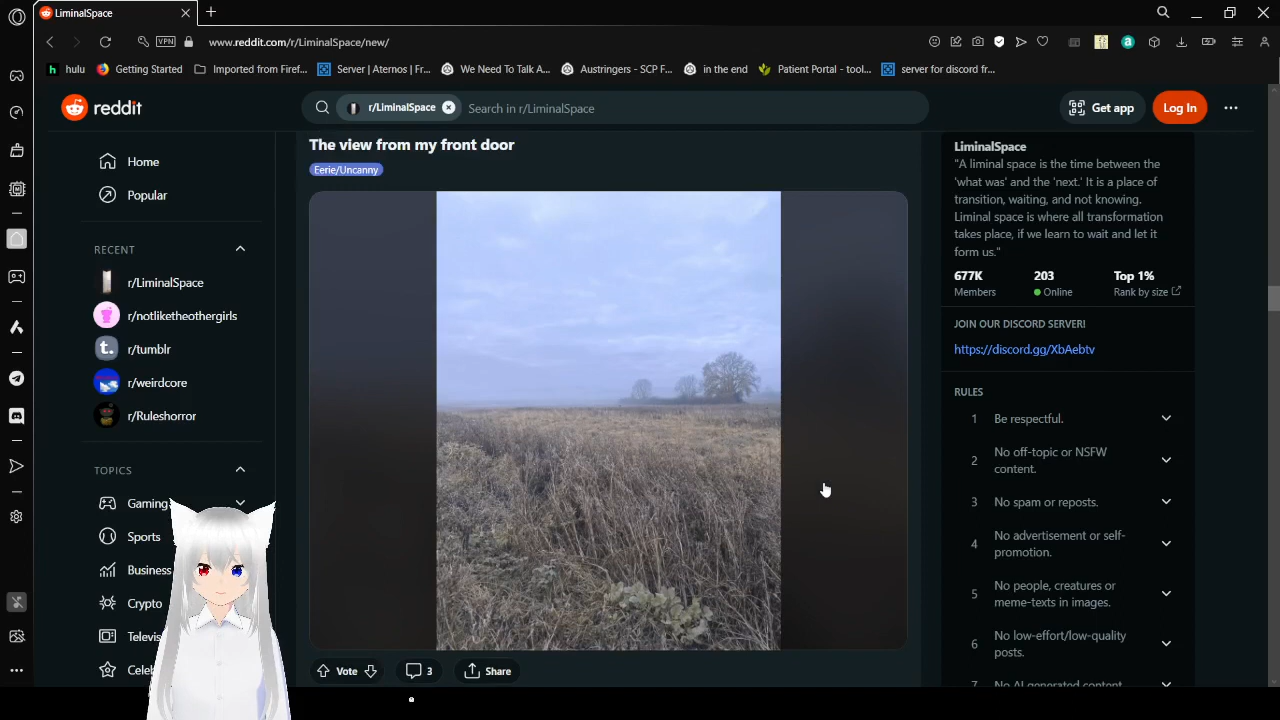 LiminalSpace
VPN
www.reddit.com/r/LiminalSpace/new/
hulu
Getting Started
Imported from Firef...
Server | Aternos | Fr...
We Need To Talk A...
Austringers - SCP F...
in the end
Patient Portal - tool...
server for discord fr...
reddit
r/LiminalSpace
Search in r/LiminalSpace
Get app
Log In
Home
Popular
RECENT
r/LiminalSpace
r/notliketheothergirls
r/tumblr
r/weirdcore
r/Ruleshorror
TOPICS
Gaming
Sports
Business
Crypto
Televis
Celeb
The view from my front door
Eerie/Uncanny
Vote
3
Share
LiminalSpace
"A liminal space is the time between the
'what was' and the 'next.' It is a place of
transition, waiting, and not knowing.
Liminal space is where all transformation
takes place, if we learn to wait and let it
form us."
677K 203 Top 1%
Members Online Rank by size
JOIN OUR DISCORD SERVER!
https://discord.gg/XbAebtv
RULES
1 Be respectful.
2 No off-topic or NSFW
content.
3 No spam or reposts.
4 No advertisement or self-
promotion.
5 No people, creatures or
meme-texts in images.
6 No low-effort/low-quality
posts.
7 No AI generated content